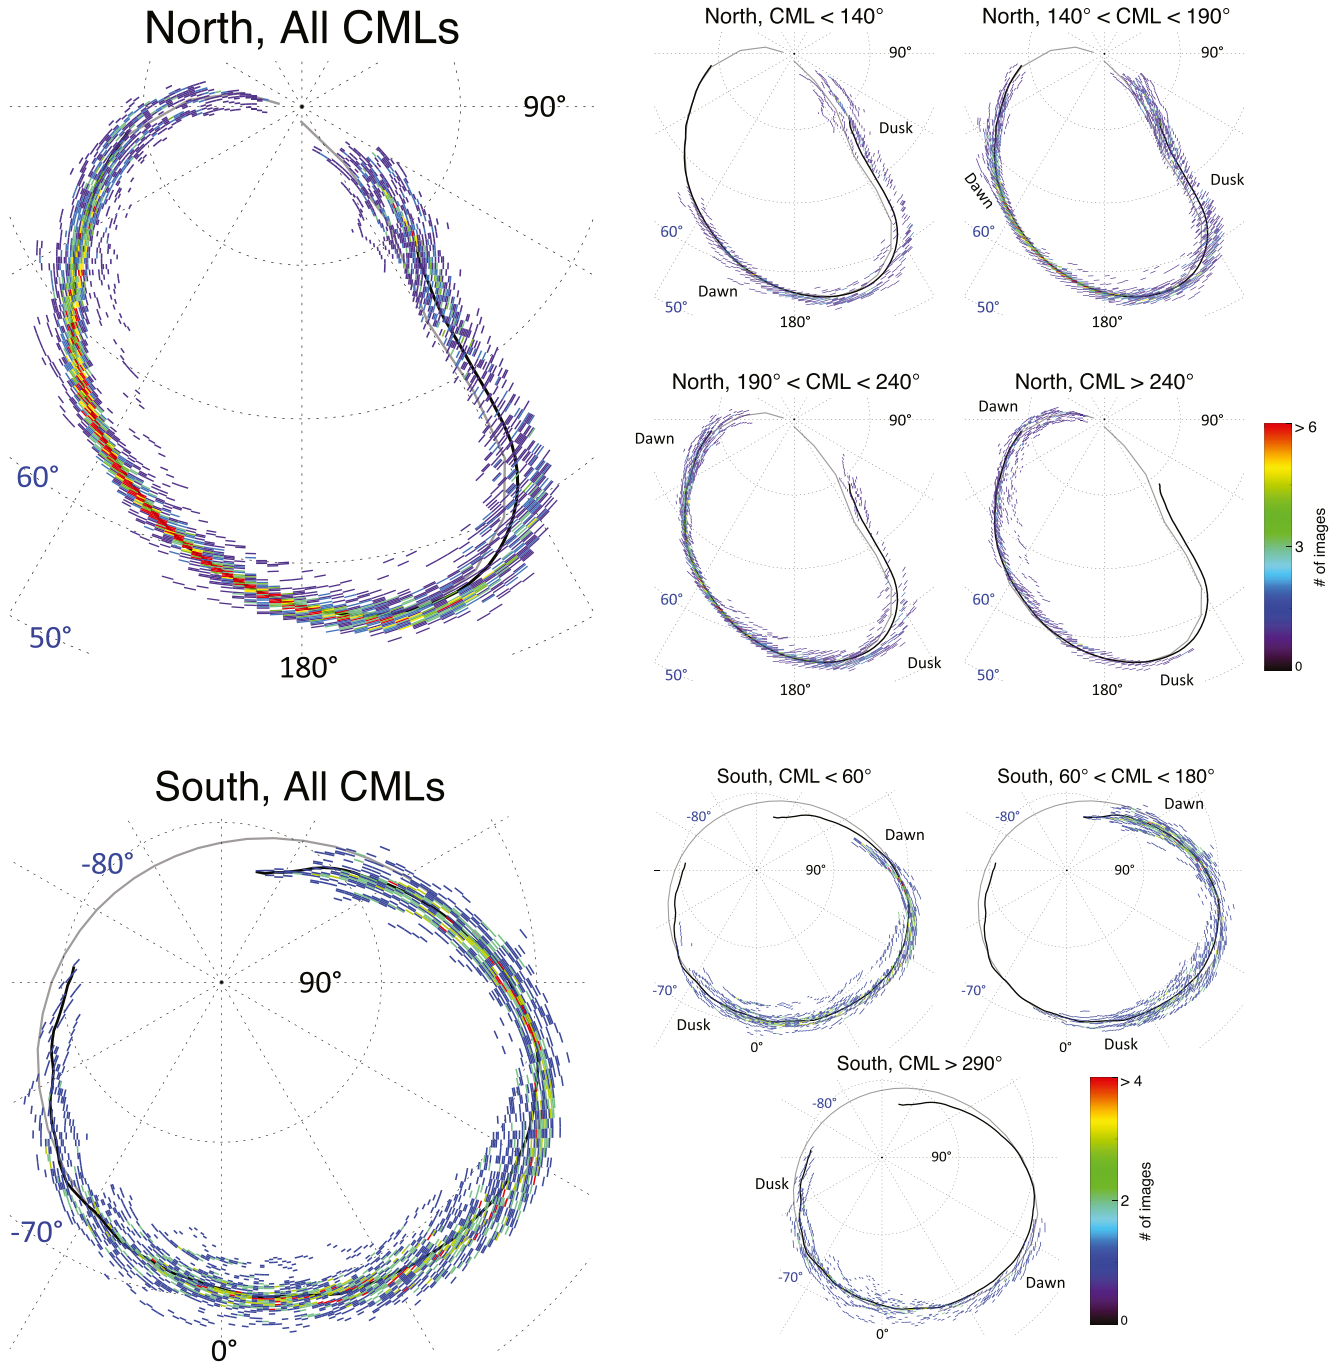 North, All CMLs
90°
60°
50°
180°
North, CML < 140°
90°
Dusk
60°
Dawn
50°
180°
North, 140° < CML < 190°
90°
Dusk
Dawn
60°
50°
180°
North, 190° < CML < 240°
90°
Dawn
60°
50°
Dusk
180°
North, CML > 240°
Dawn
90°
60°
50°
Dusk
180°
> 6
3
0
# of images
South, All CMLs
-80°
90°
-70°
0°
South, CML < 60°
-80°
Dawn
90°
-70°
Dusk
0°
South, 60° < CML < 180°
Dawn
-80°
90°
-70°
Dusk
0°
South, CML > 290°
-80°
90°
Dusk
-70°
Dawn
0°
> 4
2
0
# of images